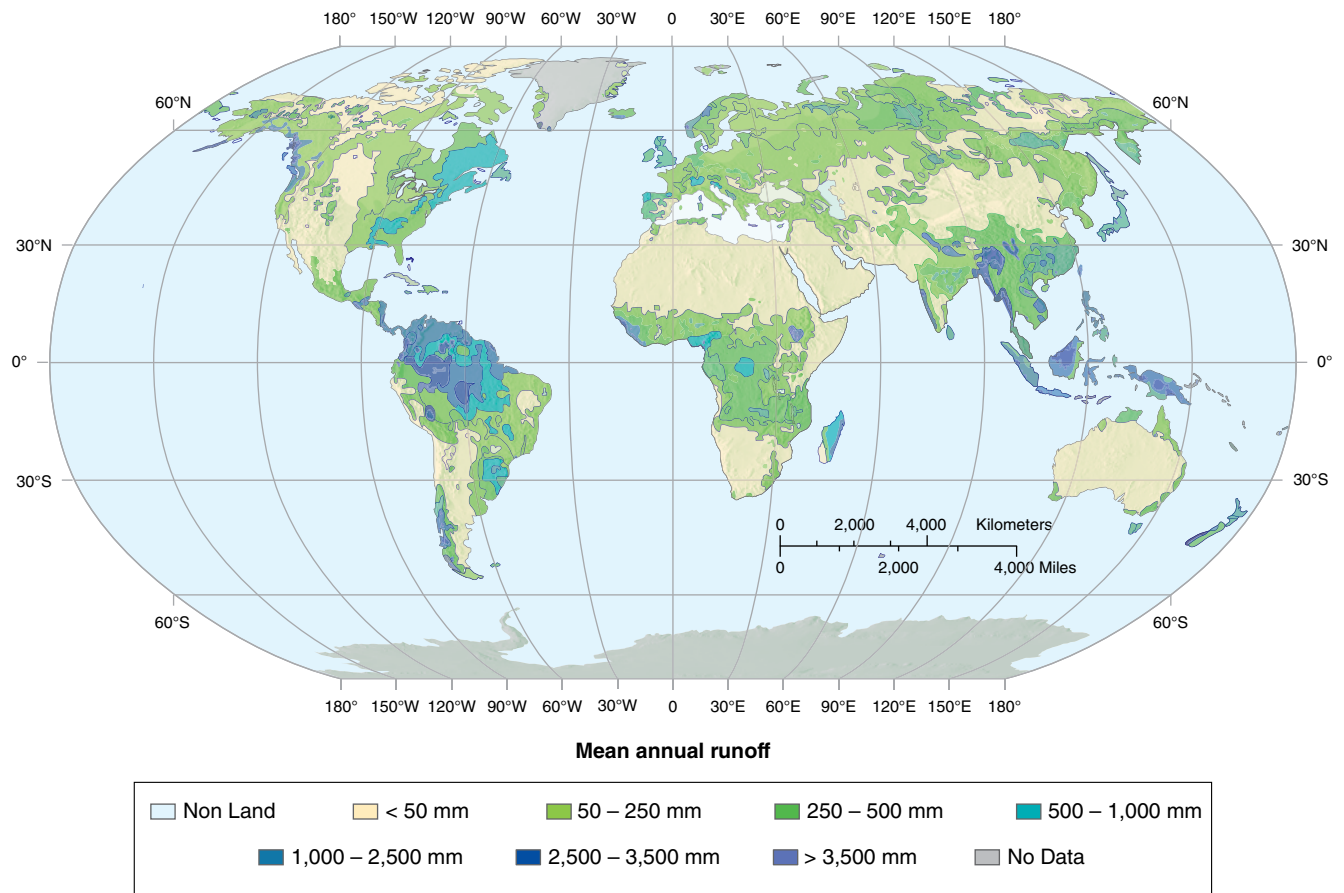 180° 150°W 120°W 90°W 60°W 30°W 0 30°E 60°E 90°E 120°E 150°E 180°
60°N 60°N
30°N 30°N
0° 0°
30°S 30°S
0 2,000 4,000 Kilometers
0 2,000 4,000 Miles
60°S 60°S
180° 150°W 120°W 90°W 60°W 30°W 0 30°E 60°E 90°E 120°E 150°E 180°
Mean annual runoff
Non Land < 50 mm 50 – 250 mm 250 – 500 mm 500 – 1,000 mm
1,000 – 2,500 mm 2,500 – 3,500 mm > 3,500 mm No Data